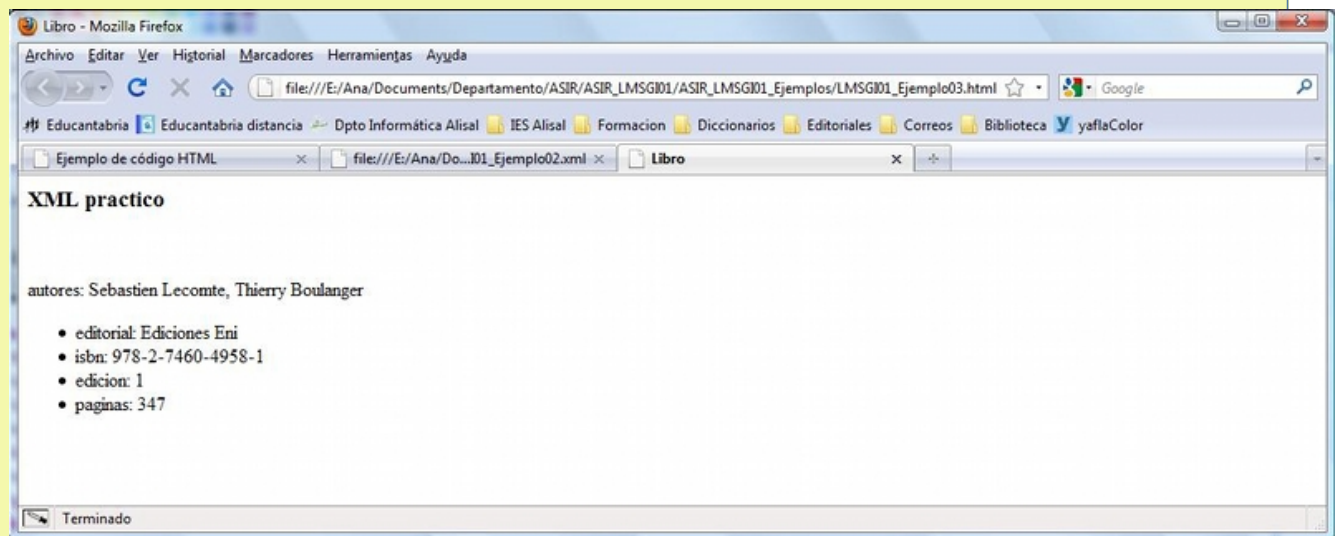 Libro - Mozilla Firefox
Archivo Editar Ver Historial Marcadores Herramientas Ayuda
file:///E:/Ana/Documents/Departamento/ASIR/ASIR_LMSGI01/ASIR_LMSGI01_Ejemplos/LMSGI01_Ejemplo03.html Google
Educantabria Educantabria distancia Dpto Informática Alisal IES Alisal Formacion Diccionarios Editoriales Correos Biblioteca yaflaColor
Ejemplo de código HTML file:///E:/Ana/Do...I01_Ejemplo02.xml Libro
XML practico
autores: Sebastien Lecomte, Thierry Boulanger
• editorial: Ediciones Eni
• isbn: 978-2-7460-4958-1
• edicion: 1
• paginas: 347
Terminado